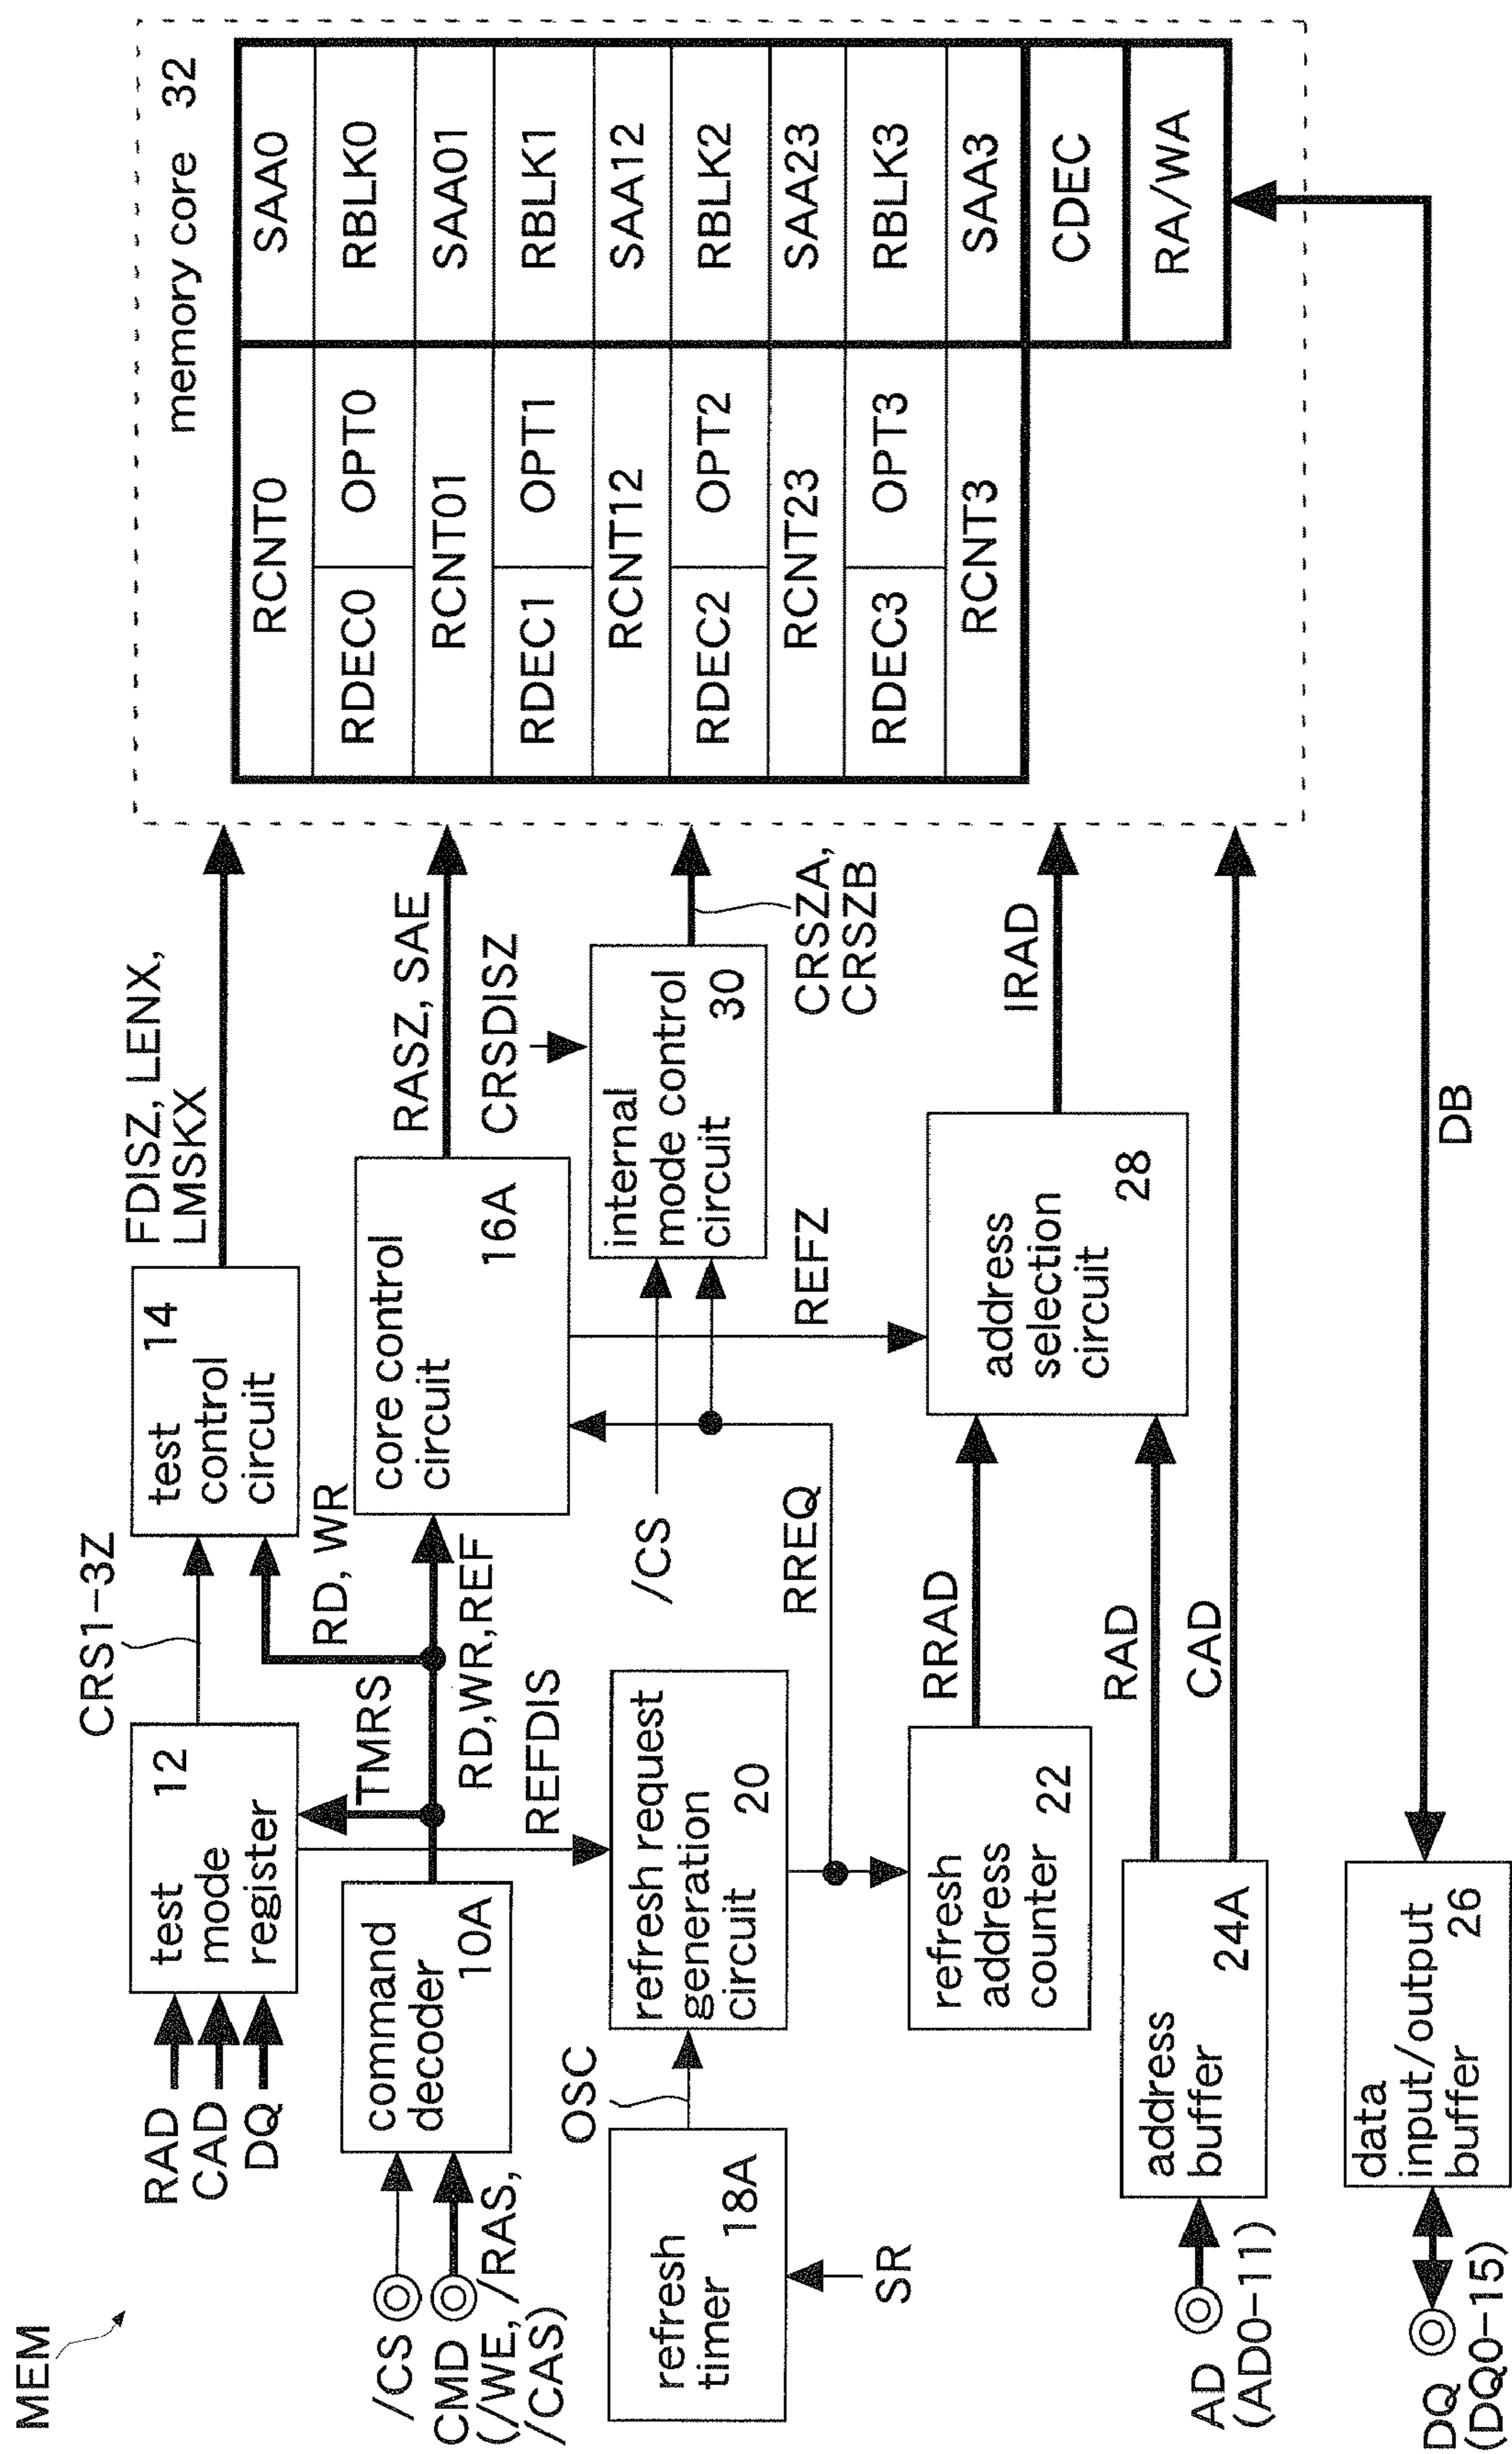 MEM
RAD
CAD
DQ
test 12
mode
register
CRS1-3Z
test 14
control
circuit
FDISZ, LENX,
LMSKX
RD, WR
TMRS
/CS
CMD
(/WE, /RAS,
/CAS)
command
decoder
10A
RD,WR,REF
REFDIS
core control
circuit
16A
RASZ, SAE
CRSDISZ
internal
mode control
circuit 30
CRSZA,
CRSZB
/CS
REFZ
OSC
refresh
timer 18A
SR
refresh request
generation
circuit 20
RREQ
refresh
address
counter 22
RRAD
address
selection
circuit 28
IRAD
RAD
CAD
AD
(AD0-11)
address
buffer
24A
DQ
(DQ0-15)
data
input/output
buffer 26
DB
memory core 32
RCNT0
SAA0
RDEC0
OPT0
RBLK0
RCNT01
SAA01
RDEC1
OPT1
RBLK1
RCNT12
SAA12
RDEC2
OPT2
RBLK2
RCNT23
SAA23
RDEC3
OPT3
RBLK3
RCNT3
SAA3
CDEC
RA/WA